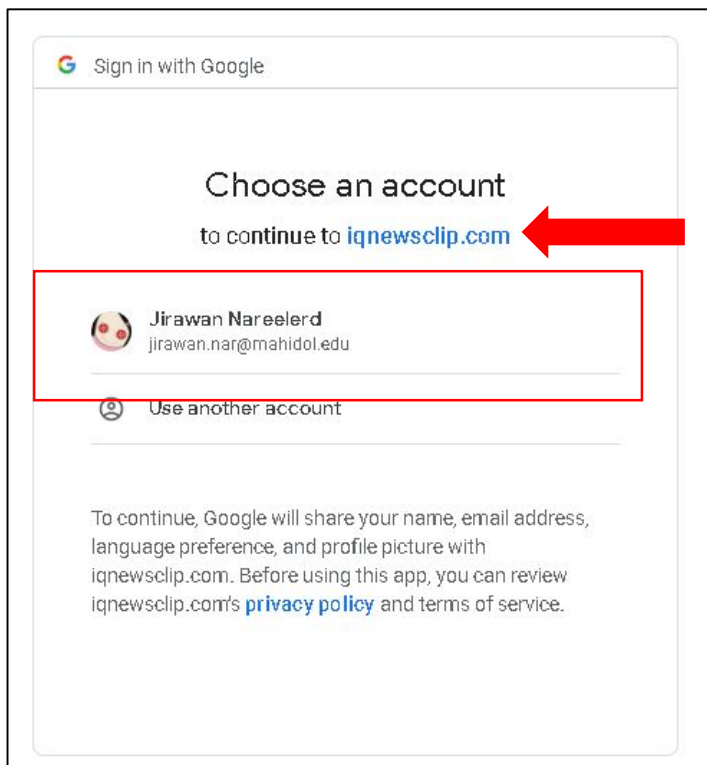 Sign in with Google
Choose an account
to continue to iqnewsclip.com
Jirawan Nareelerd
jirawan.nar@mahidol.edu
Use another account
To continue, Google will share your name, email address,
language preference, and profile picture with
iqnewsclip.com. Before using this app, you can review
iqnewsclip.com's privacy policy and terms of service.